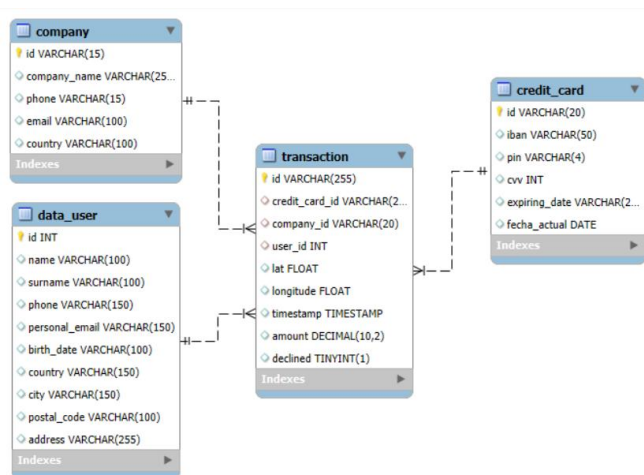 company
id VARCHAR(15)
company_name VARCHAR(25...
phone VARCHAR(15)
email VARCHAR(100)
country VARCHAR(100)
Indexes
data_user
id INT
name VARCHAR(100)
surname VARCHAR(100)
phone VARCHAR(150)
personal_email VARCHAR(150)
birth_date VARCHAR(100)
country VARCHAR(150)
city VARCHAR(150)
postal_code VARCHAR(100)
address VARCHAR(255)
Indexes
transaction
id VARCHAR(255)
credit_card_id VARCHAR(2...
company_id VARCHAR(20)
user_id INT
lat FLOAT
longitude FLOAT
timestamp TIMESTAMP
amount DECIMAL(10,2)
declined TINYINT(1)
Indexes
credit_card
id VARCHAR(20)
iban VARCHAR(50)
pin VARCHAR(4)
cvv INT
expiring_date VARCHAR(2...
fecha_actual DATE
Indexes